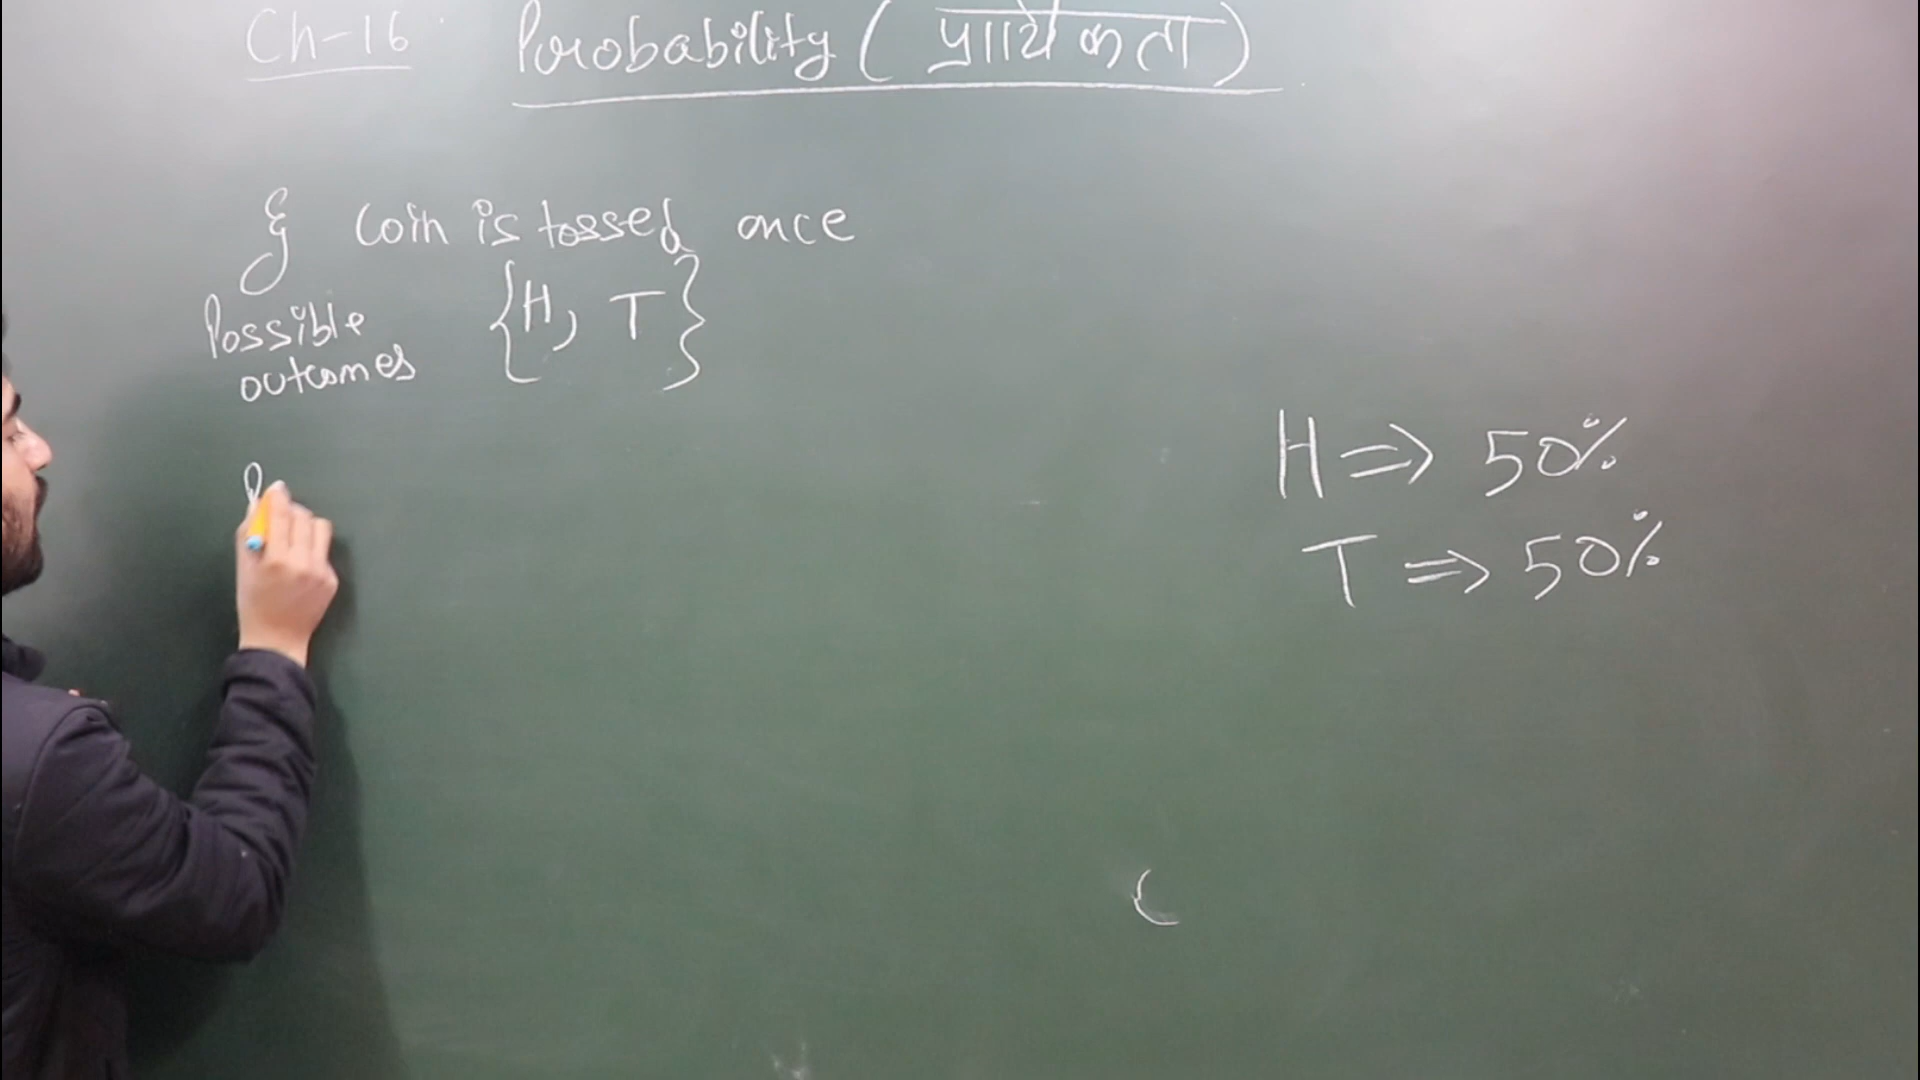 Ch-16 Probability (प्रायिकता)
coin is tossed once
Possible {H, T}
outcomes
H => 50%
T => 50%
P